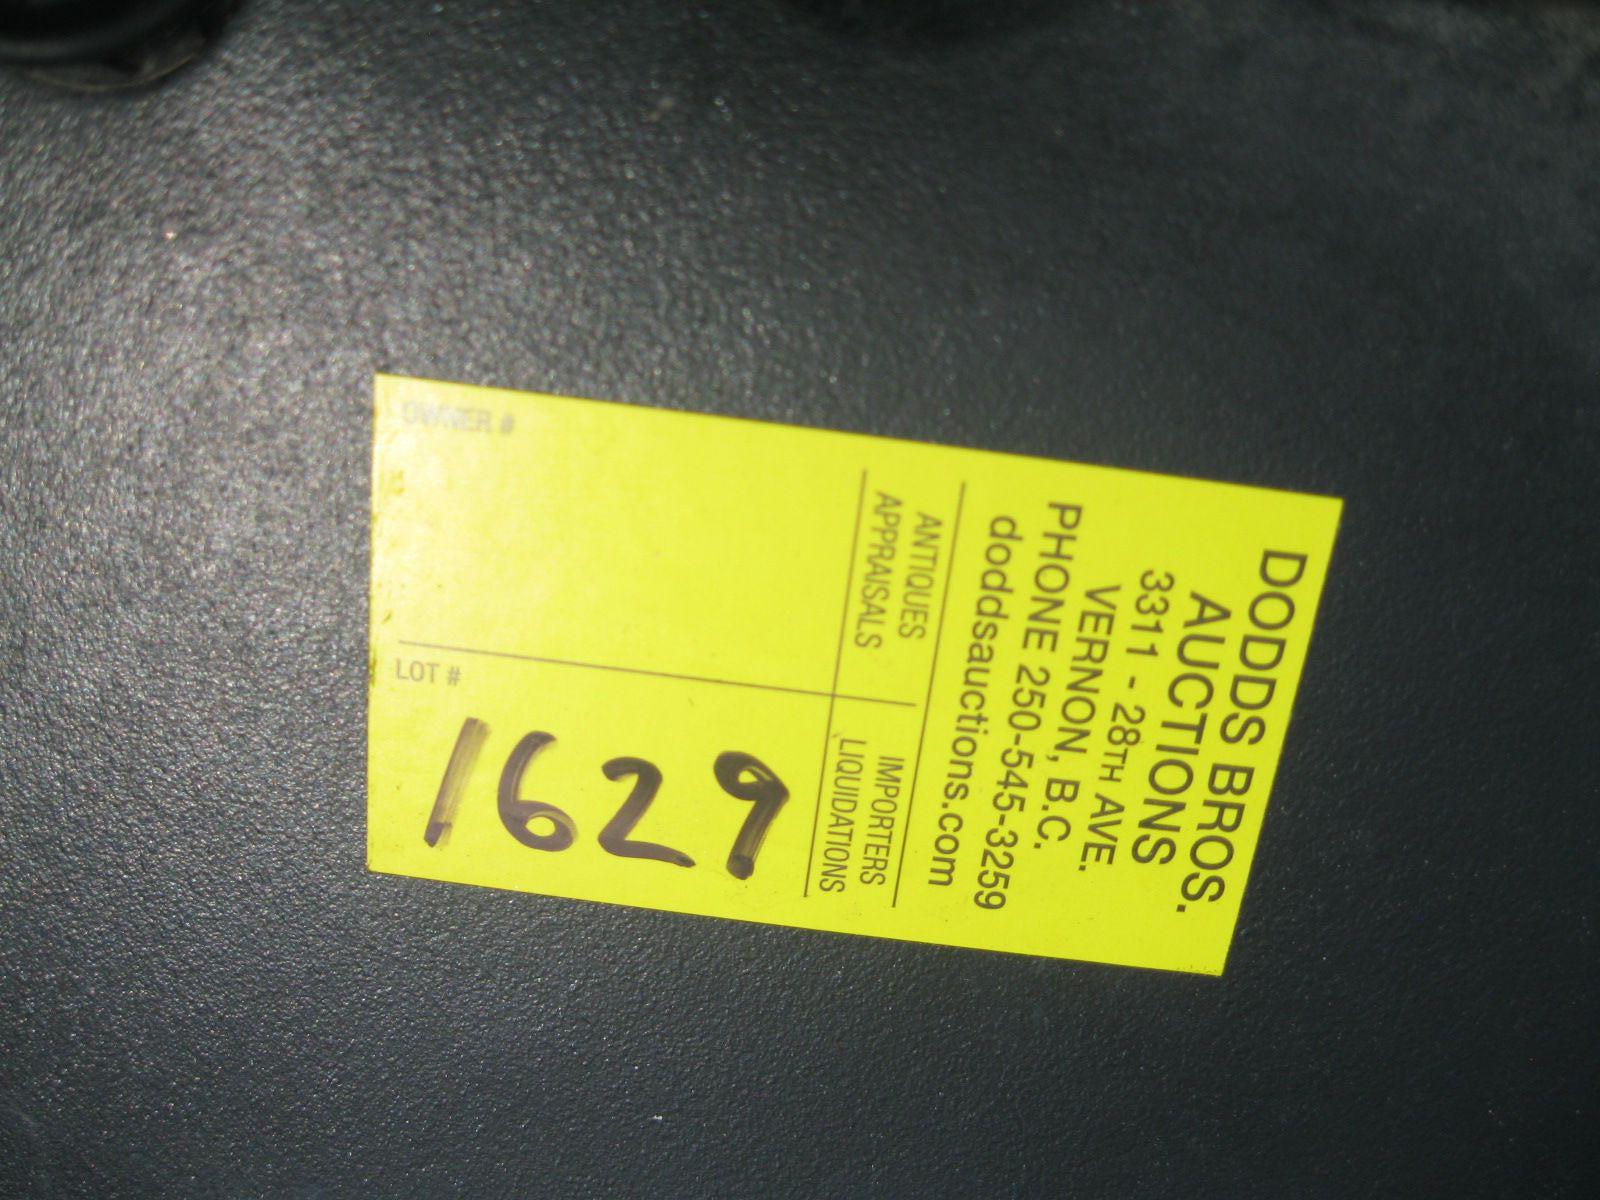 DODDS BROS.
AUCTIONS
3311 - 28TH AVE.
VERNON, B.C.
PHONE 250-545-3259
doddsauctions.com
ANTIQUES
APPRAISALS
IMPORTERS
LIQUIDATIONS
OWNER #
LOT #
1629